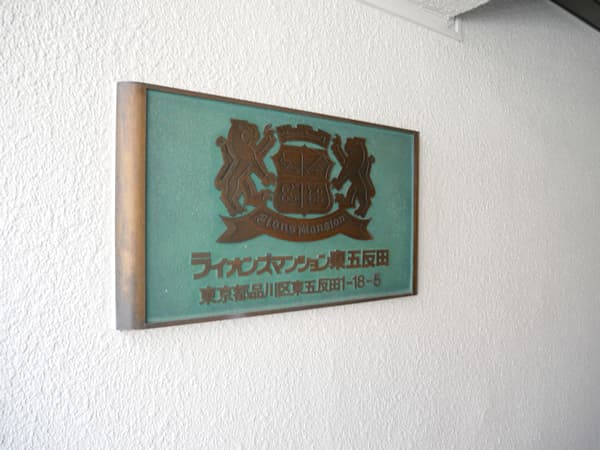 Lions Mansion
ライオンズマンション東五反田
東京都品川区東五反田1-18-5